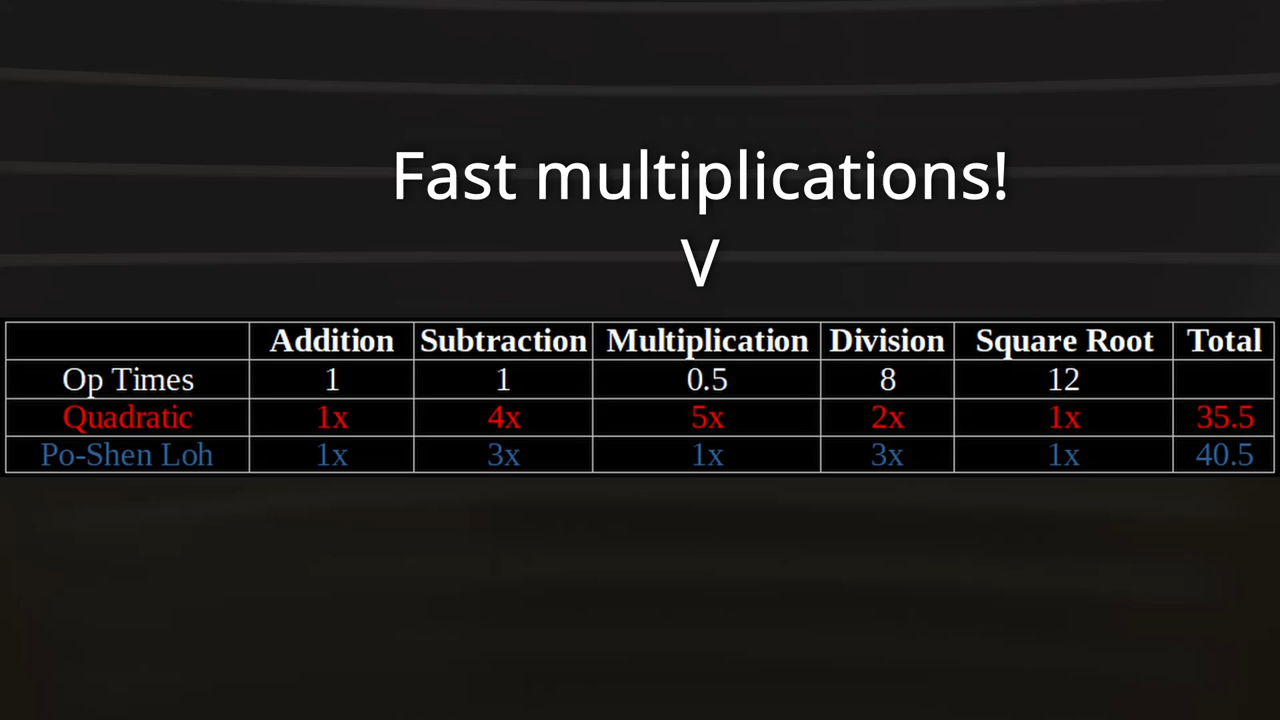 Fast multiplications!
V
Addition Subtraction Multiplication Division Square Root Total
Op Times 1 1 0.5 8 12
Quadratic 1x 4x 5x 2x 1x 35.5
Po-Shen Loh 1x 3x 1x 3x 1x 40.5